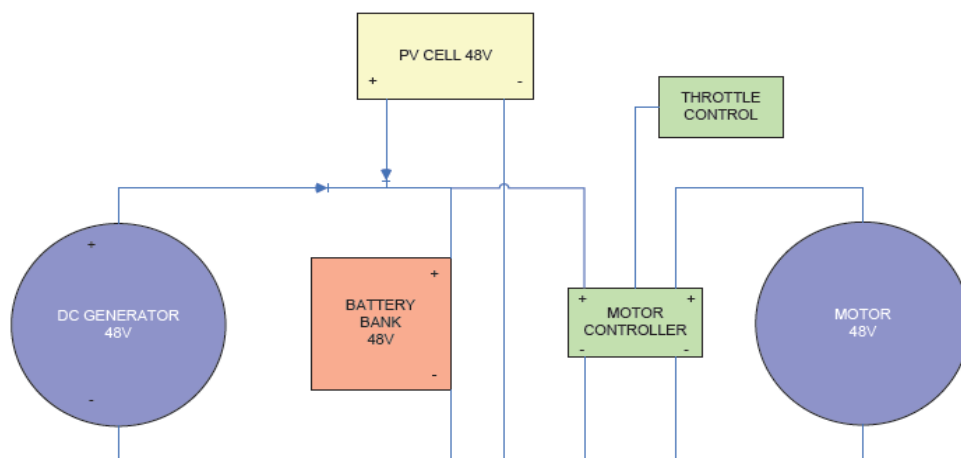 PV CELL 48V
+ -
THROTTLE
CONTROL
+
DC GENERATOR
48V
-
+
BATTERY
BANK
48V
-
+ +
MOTOR
CONTROLLER
- -
MOTOR
48V